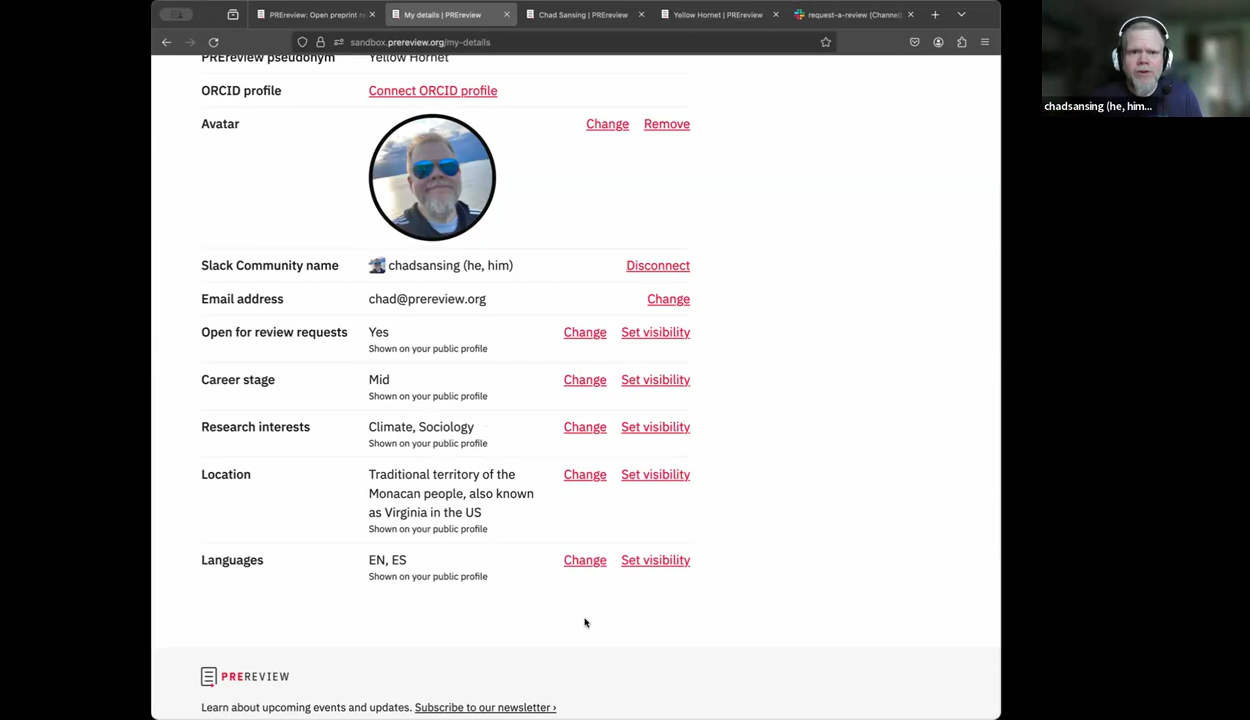 PREreview: Open preprint r
My details | PREreview
Chad Sansing | PREreview
Yellow Hornet | PREreview
request-a-review (Channel)
sandbox.prereview.org/my-details
PREreview pseudonym Yellow Hornet
ORCID profile Connect ORCID profile
Avatar Change Remove
Slack Community name chadsansing (he, him) Disconnect
Email address chad@prereview.org Change
Open for review requests Yes Change Set visibility
Shown on your public profile
Career stage Mid Change Set visibility
Shown on your public profile
Research interests Climate, Sociology Change Set visibility
Shown on your public profile
Location Traditional territory of the Change Set visibility
Monacan people, also known
as Virginia in the US
Shown on your public profile
Languages EN, ES Change Set visibility
Shown on your public profile
PREREVIEW
Learn about upcoming events and updates. Subscribe to our newsletter ›
chadsansing (he, him...